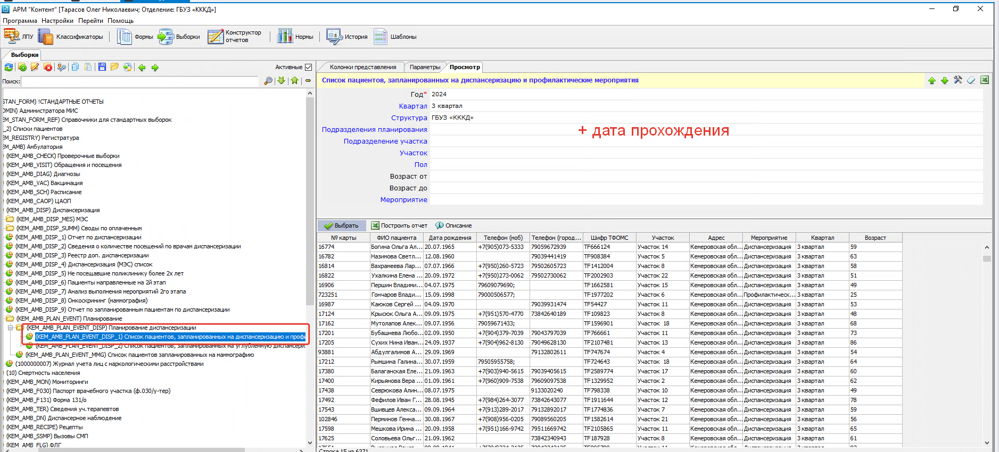 АРМ "Контент" [Тарасов Олег Николаевич; Отделение: ГБУЗ «КККД»]
Программа Настройки Перейти Помощь
ЛПУ Классификаторы Формы Выборки Конструктор отчетов Нормы История Шаблоны
Выборки
Активные
Поиск:
STAN_FORM) !СТАНДАРТНЫЕ ОТЧЕТЫ
DMIN) Администратора МИС
EM_STAN_FORM_REF) Справочники для стандартных выборок
_2) Списки пациентов
EM_REGISTRY) Регистратура
EM_AMB) Амбулатория
(KEM_AMB_CHECK) Проверочные выборки
(KEM_AMB_VISIT) Обращения и посещения
(KEM_AMB_DIAG) Диагнозы
(KEM_AMB_VAC) Вакцинация
(KEM_AMB_SCH) Расписание
(KEM_AMB_CAOP) ЦАОП
(KEM_AMB_DISP) Диспансеризация
(KEM_AMB_DISP_MES) МЭС
(KEM_AMB_DISP_SUMM) Своды по оплаченным
(KEM_AMB_DISP_1) Отчет по диспансеризации
(KEM_AMB_DISP_2) Сведения о количестве посещений по врачам диспансеризации
(KEM_AMB_DISP_3) Реестр доп. диспансеризации
(KEM_AMB_DISP_4) Диспансеризация (МЭС) список
(KEM_AMB_DISP_5) Не посещавшие поликлинику более 2х лет
(KEM_AMB_DISP_6) Пациенты направленные на 2й этап
(KEM_AMB_DISP_7) Анализ выполнения мероприятий 2го этапа
(KEM_AMB_DISP_8) Онкоскрининг (маммография)
(KEM_AMB_DISP_9) Отчет по запланированным пациентам по диспансеризации
(KEM_AMB_PLAN_EVENT) Планирование
(KEM_AMB_PLAN_EVENT_DISP) Планирование диспансеризации
(KEM_AMB_PLAN_EVENT_DISP_1) Список пациентов, запланированных на диспансеризацию и профи
(KEM_AMB_PLAN_EVENT_DISP_2) Список пациентов, запланированных на углубленную диспансери.
(KEM_AMB_PLAN_EVENT_MMG) Список пациентов запланированных на маммографию
(1000000007) Журнал учета лиц с наркологическими расстройствами
(10) Смертность населения
(KEM_AMB_MON) Мониторинги
(KEM_AMB_F030) Паспорт врачебного участка (ф.030/у-тер)
(KEM_AMB_F131) Форма 131/о
(KEM_AMB_TER) Сведения уч.терапевтов
(KEM_AMB_DN) Диспансерное наблюдение
(KEM_AMB_RECIPE) Рецепты
(KEM_AMB_SSMP) Вызовы СМП
(KEM_AMB_FLG) ФЛГ
Колонки представления Параметры Просмотр
Список пациентов, запланированных на диспансеризацию и профилактические мероприятия
Год* 2024
Квартал 3 квартал
Структура ГБУЗ «КККД»
Подразделения планирования
+ дата прохождения
Подразделение участка
Участок
Пол
Возраст от
Возраст до
Мероприятие
Выбрать Построить отчет Описание
№ карты ФИО пациента Дата рождения Телефон (моб) Телефон (город... Шифр ТФОМС Участок Адрес Мероприятие Квартал Возраст
16774 Богина Ольга Ал... 20.07.1965 +7(905)073-5333 79059672939 TF666124 Участок 14 Кемеровская обл... Диспансеризация 3 квартал 59
16782 Назимова Светл... 12.08.1960 79039441419 TF908384 Участок 5 Кемеровская обл... Диспансеризация 3 квартал 63
16814 Вахрамеева Лар... 07.07.1966 +7(950)260-5723 79502605723 TF1412004 Участок 8 Кемеровская обл... Диспансеризация 3 квартал 58
16822 Ухалкина Елена ... 20.09.1972 +7(950)273-0062 79502730062 TF2002903 Участок 22 Кемеровская обл... Диспансеризация 3 квартал 51
16906 Першин Владими... 04.07.1975 79609079690; TF1662581 Участок 15 Кемеровская обл... Диспансеризация 3 квартал 49
723251 Гончаров Влади... 15.09.1998 79000506577; TF1977202 Участок 6 Кемеровская обл... Профилактическ... 3 квартал 25
16987 Каюков Сергей ... 04.09.1970 79039931474 TF54427 Участок 11 Кемеровская обл... Диспансеризация 3 квартал 53
17124 Крысюк Ольга А... 09.09.1975 +7(951)570-4770 73842640189 TF109823 Участок 8 Кемеровская обл... Диспансеризация 3 квартал 48
17162 Мутолапов Алек... 09.07.1956 79059671433; TF1596901 Участок 18 Кемеровская обл... Диспансеризация 3 квартал 68
17201 Бубашнева Любо... 02.09.1950 +7(904)379-7039 79043797039 TF766661 Участок 11 Кемеровская обл... Диспансеризация 3 квартал 73
17205 Сухих Нина Иван... 24.09.1937 +7(904)962-8130 79049628130 TF2107481 Участок 13 Кемеровская обл... Диспансеризация 3 квартал 86
93881 Абдулгалимов А... 29.09.1969 79132802611 TF747674 Участок 4 Кемеровская обл... Диспансеризация 3 квартал 54
17212 Рымшина Галина... 30.07.1959 79505955758; TF724643 Участок 18 Кемеровская обл... Диспансеризация 3 квартал 64
17380 Балаганская Еле... 21.09.1963 +7(903)940-5615 79039405615 TF2589774 Участок 17 Кемеровская обл... Диспансеризация 3 квартал 60
17400 Кирьянова Вера ... 01.09.1961 +7(960)909-7538 79609097538 TF1329952 Участок 2 Кемеровская обл... Диспансеризация 3 квартал 62
17438 Севрюкова Алин... 08.07.1975 9133020240 TF798338 Участок 10 Кемеровская обл... Диспансеризация 3 квартал 49
17492 Фефилов Иван Г... 28.08.1945 +7(984)264-3077 73842643077 TF1911644 Участок 12 Кемеровская обл... Диспансеризация 3 квартал 78
17543 Вшивцев Алекса... 09.09.1964 +7(913)289-2017 79132892017 TF1774836 Участок 7 Кемеровская обл... Диспансеризация 3 квартал 59
102846 Перминов Генна... 30.08.1967 +7(908)956-0205 79089560205 TF1582614 Участок 21 Кемеровская обл... Диспансеризация 3 квартал 56
17598 Мешкова Ирина ... 20.09.1958 +7(951)166-9742 79511669742 TF2105865 Участок 11 Кемеровская обл... Диспансеризация 3 квартал 65
17625 Соловьева Ольг... 21.09.1962 73842340943 TF187928 Участок 8 Кемеровская обл... Диспансеризация 3 квартал 61
Строка 15 из 6371